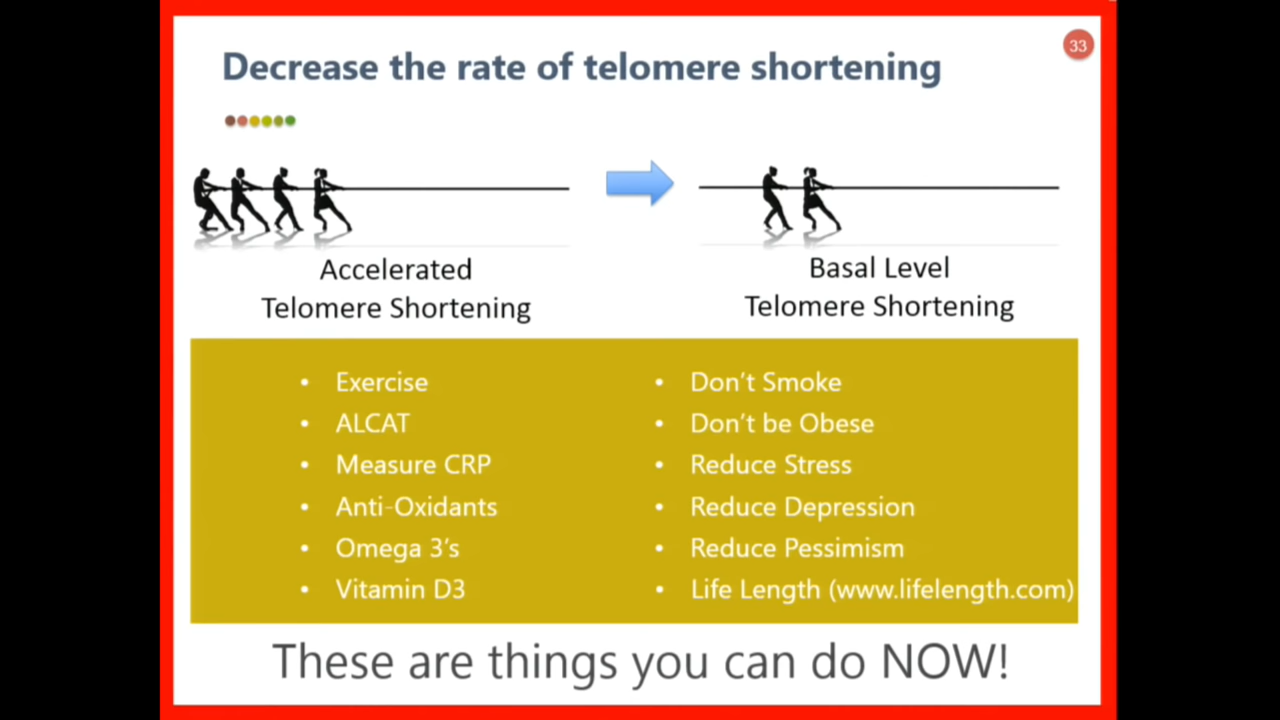 33
Decrease the rate of telomere shortening
Accelerated
Telomere Shortening
Basal Level
Telomere Shortening
• Exercise
• ALCAT
• Measure CRP
• Anti-Oxidants
• Omega 3's
• Vitamin D3
• Don't Smoke
• Don't be Obese
• Reduce Stress
• Reduce Depression
• Reduce Pessimism
• Life Length (www.lifelength.com)
These are things you can do NOW!